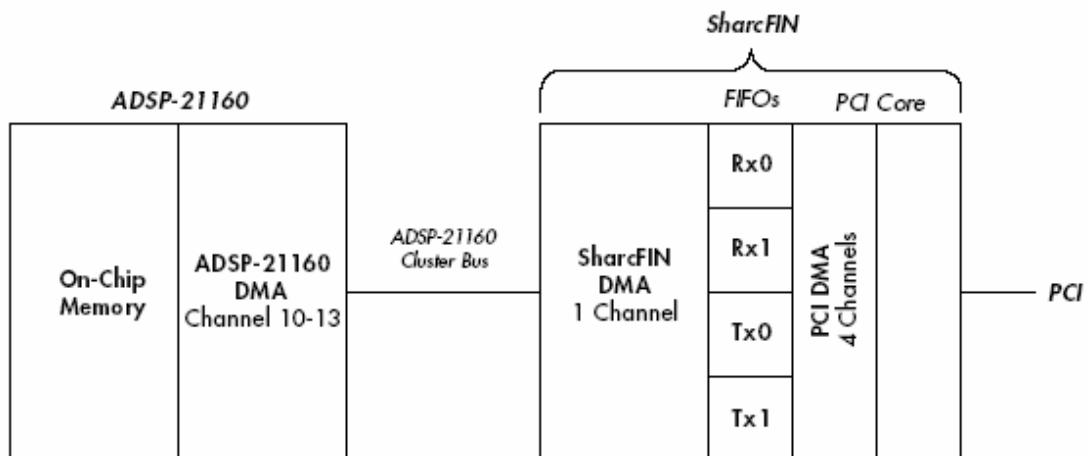 SharcFIN
ADSP-21160
FIFOs
PCI Core
On-Chip
Memory
ADSP-21160
DMA
Channel 10-13
ADSP-21160
Cluster Bus
SharcFIN
DMA
1 Channel
Rx0
Rx1
Tx0
Tx1
PCI DMA
4 Channels
PCI